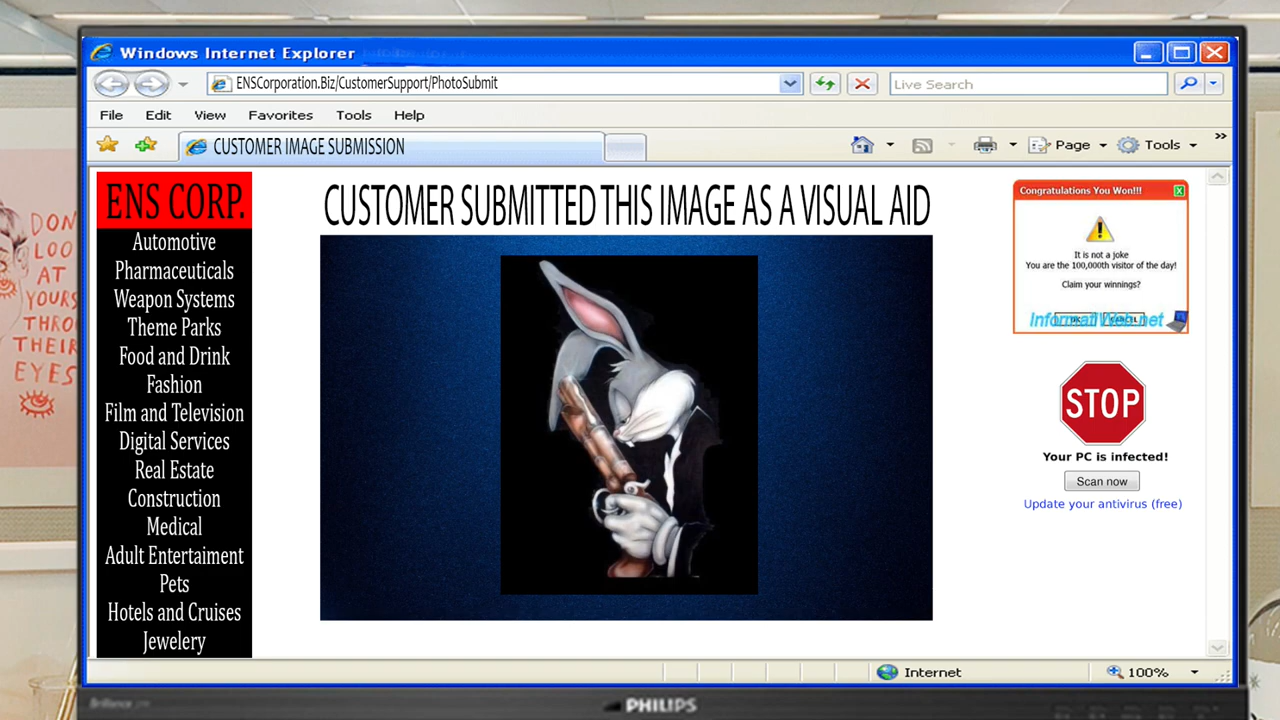 DON
LOO
AT
YOURS
THRO
THEIR
EYES
Windows Internet Explorer
ENSCorporation.Biz/CustomerSupport/PhotoSubmit
Live Search
File Edit View Favorites Tools Help
CUSTOMER IMAGE SUBMISSION
Page Tools
ENS CORP.
Automotive
Pharmaceuticals
Weapon Systems
Theme Parks
Food and Drink
Fashion
Film and Television
Digital Services
Real Estate
Construction
Medical
Adult Entertaiment
Pets
Hotels and Cruises
Jewelery
CUSTOMER SUBMITTED THIS IMAGE AS A VISUAL AID
Congratulations You Won!!!
It is not a joke
You are the 100,000th visitor of the day!
Claim your winnings?
OK CANCEL
InformatiWeb.net
STOP
Your PC is infected!
Scan now
Update your antivirus (free)
Internet
100%
Brilliance
PHILIPS